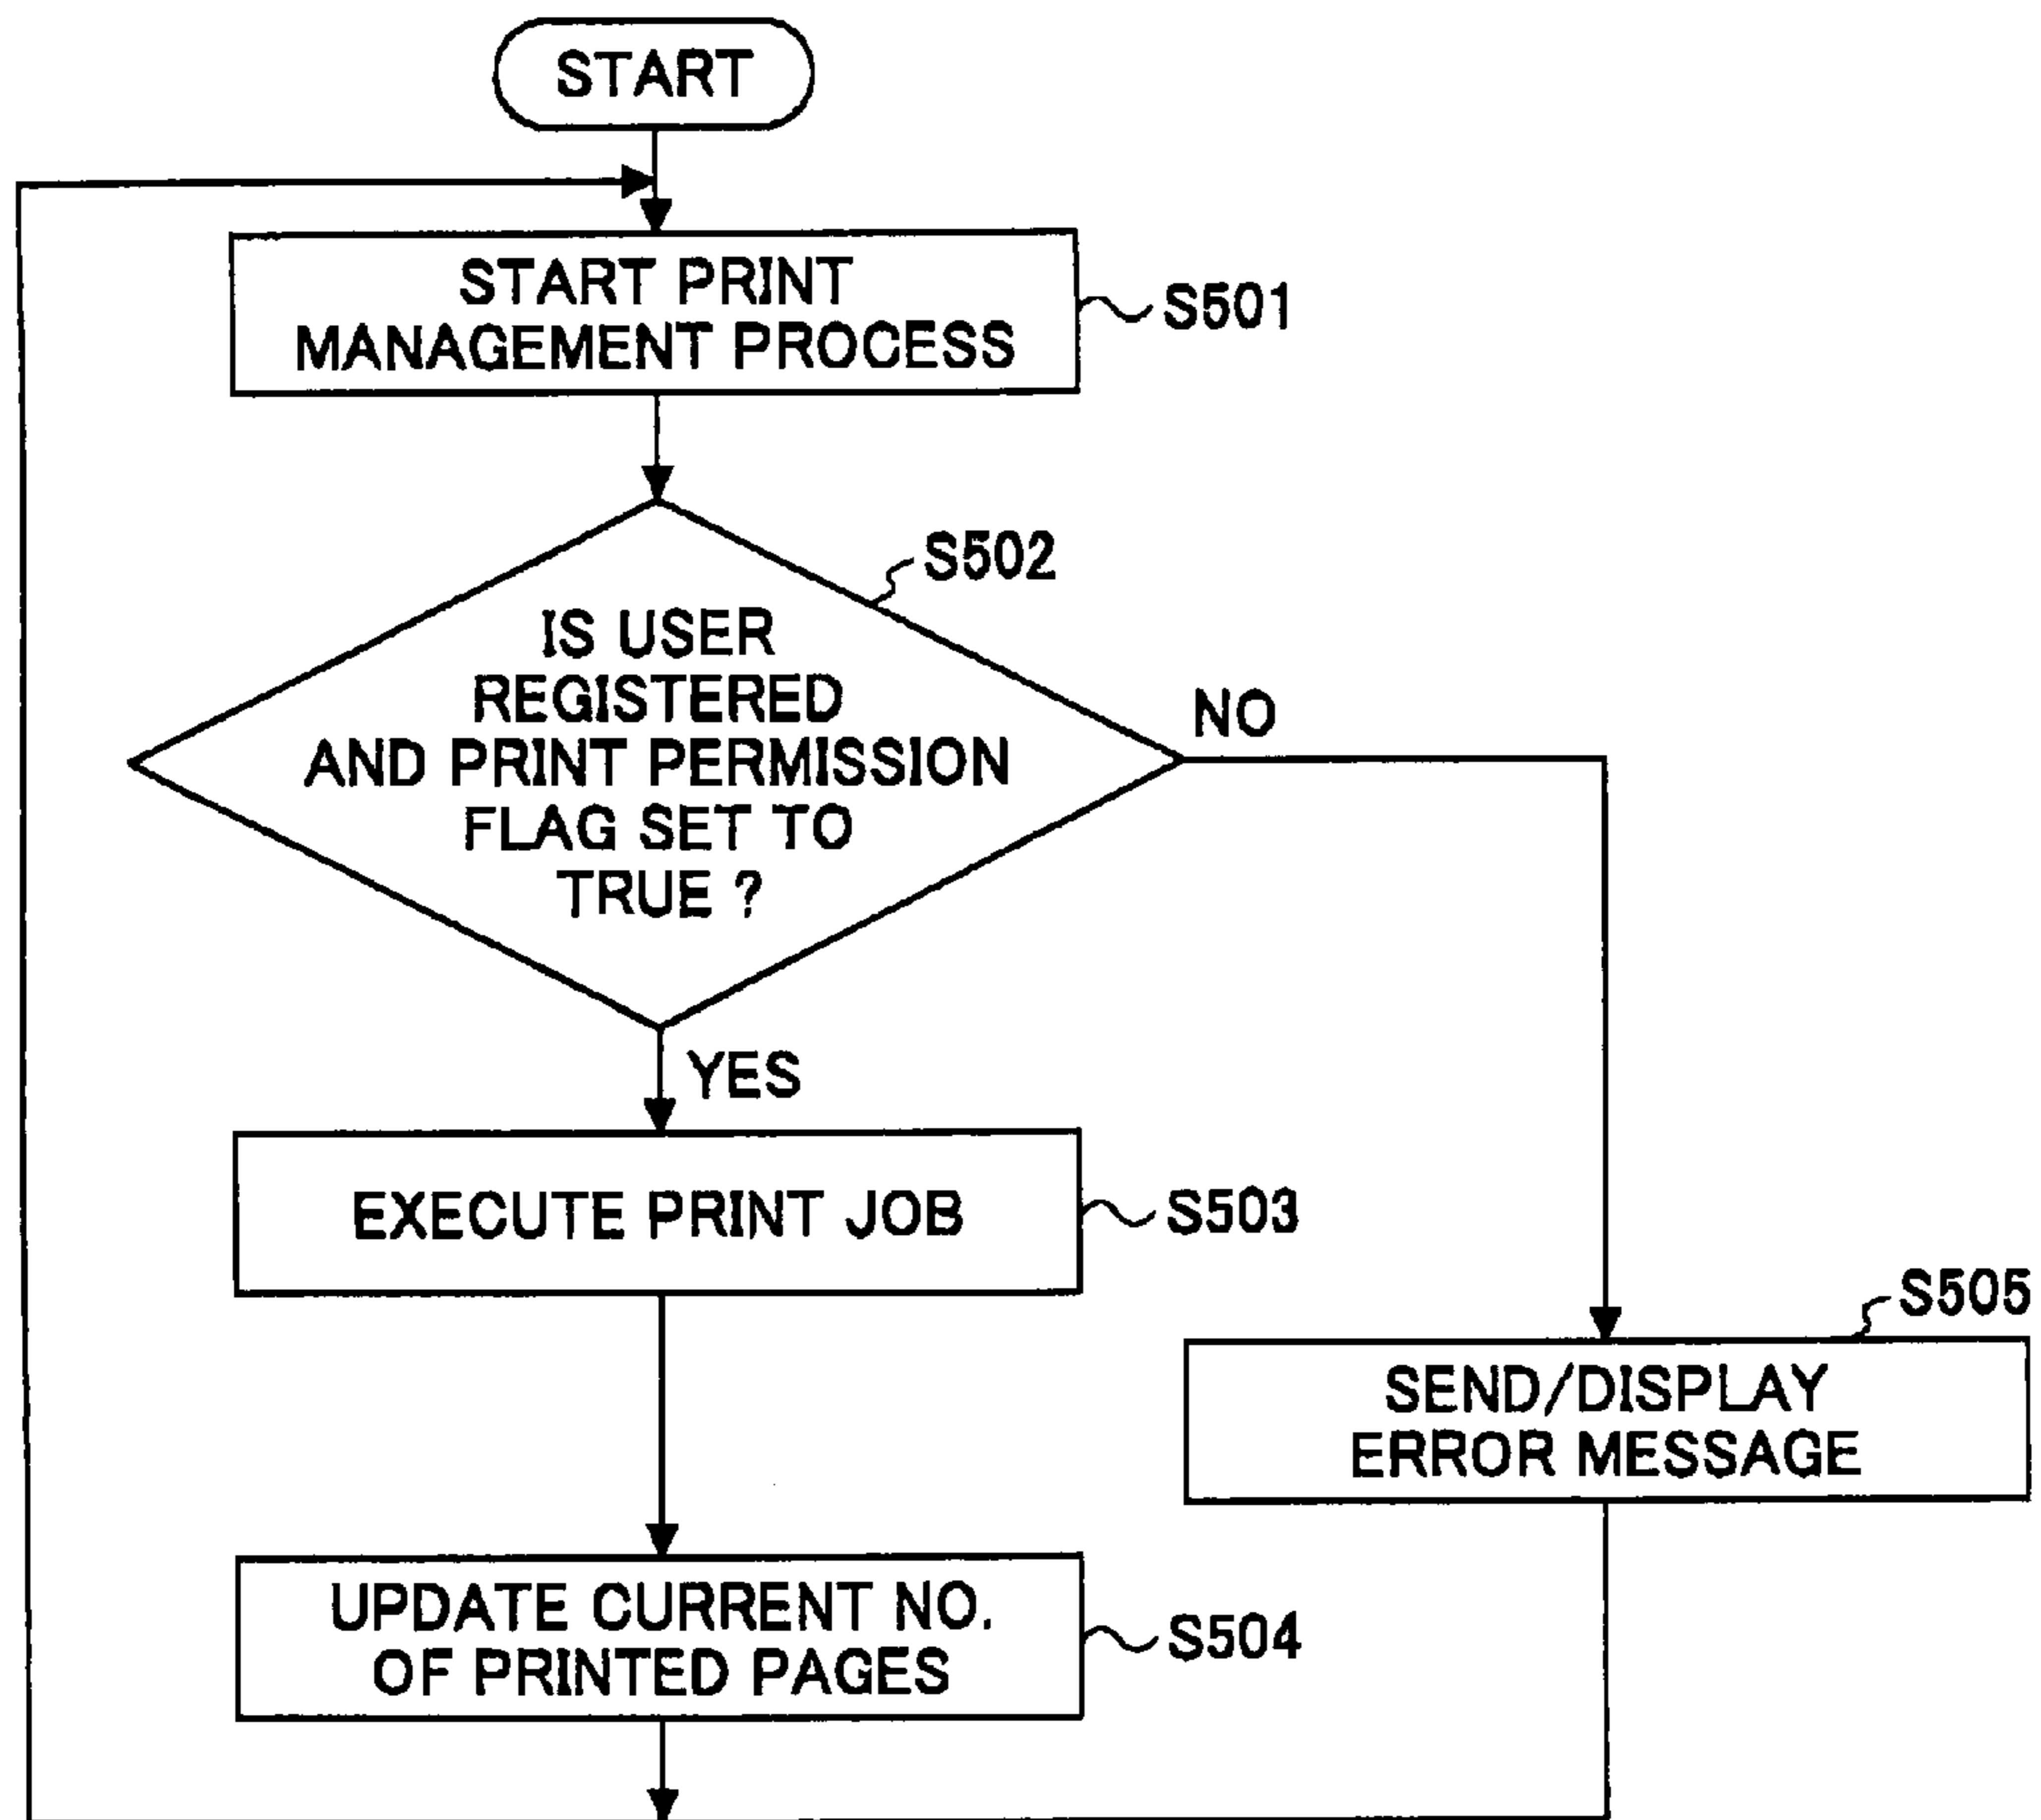 START
START PRINT
MANAGEMENT PROCESS
S501
S502
IS USER
REGISTERED
AND PRINT PERMISSION
FLAG SET TO
TRUE ?
NO
YES
EXECUTE PRINT JOB
S503
S505
SEND/DISPLAY
ERROR MESSAGE
UPDATE CURRENT NO.
OF PRINTED PAGES
S504